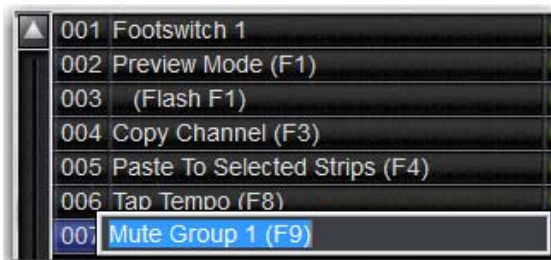 001 Footswitch 1
002 Preview Mode (F1)
003 (Flash F1)
004 Copy Channel (F3)
005 Paste To Selected Strips (F4)
006 Tap Tempo (F8)
007 Mute Group 1 (F9)